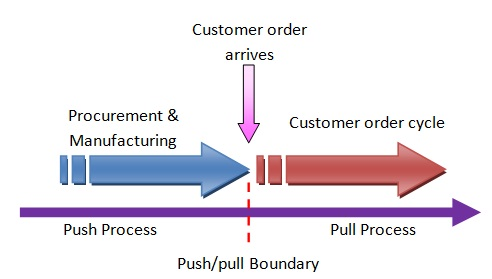 Customer order
arrives
Procurement &
Manufacturing
Customer order cycle
Push Process
Pull Process
Push/pull Boundary